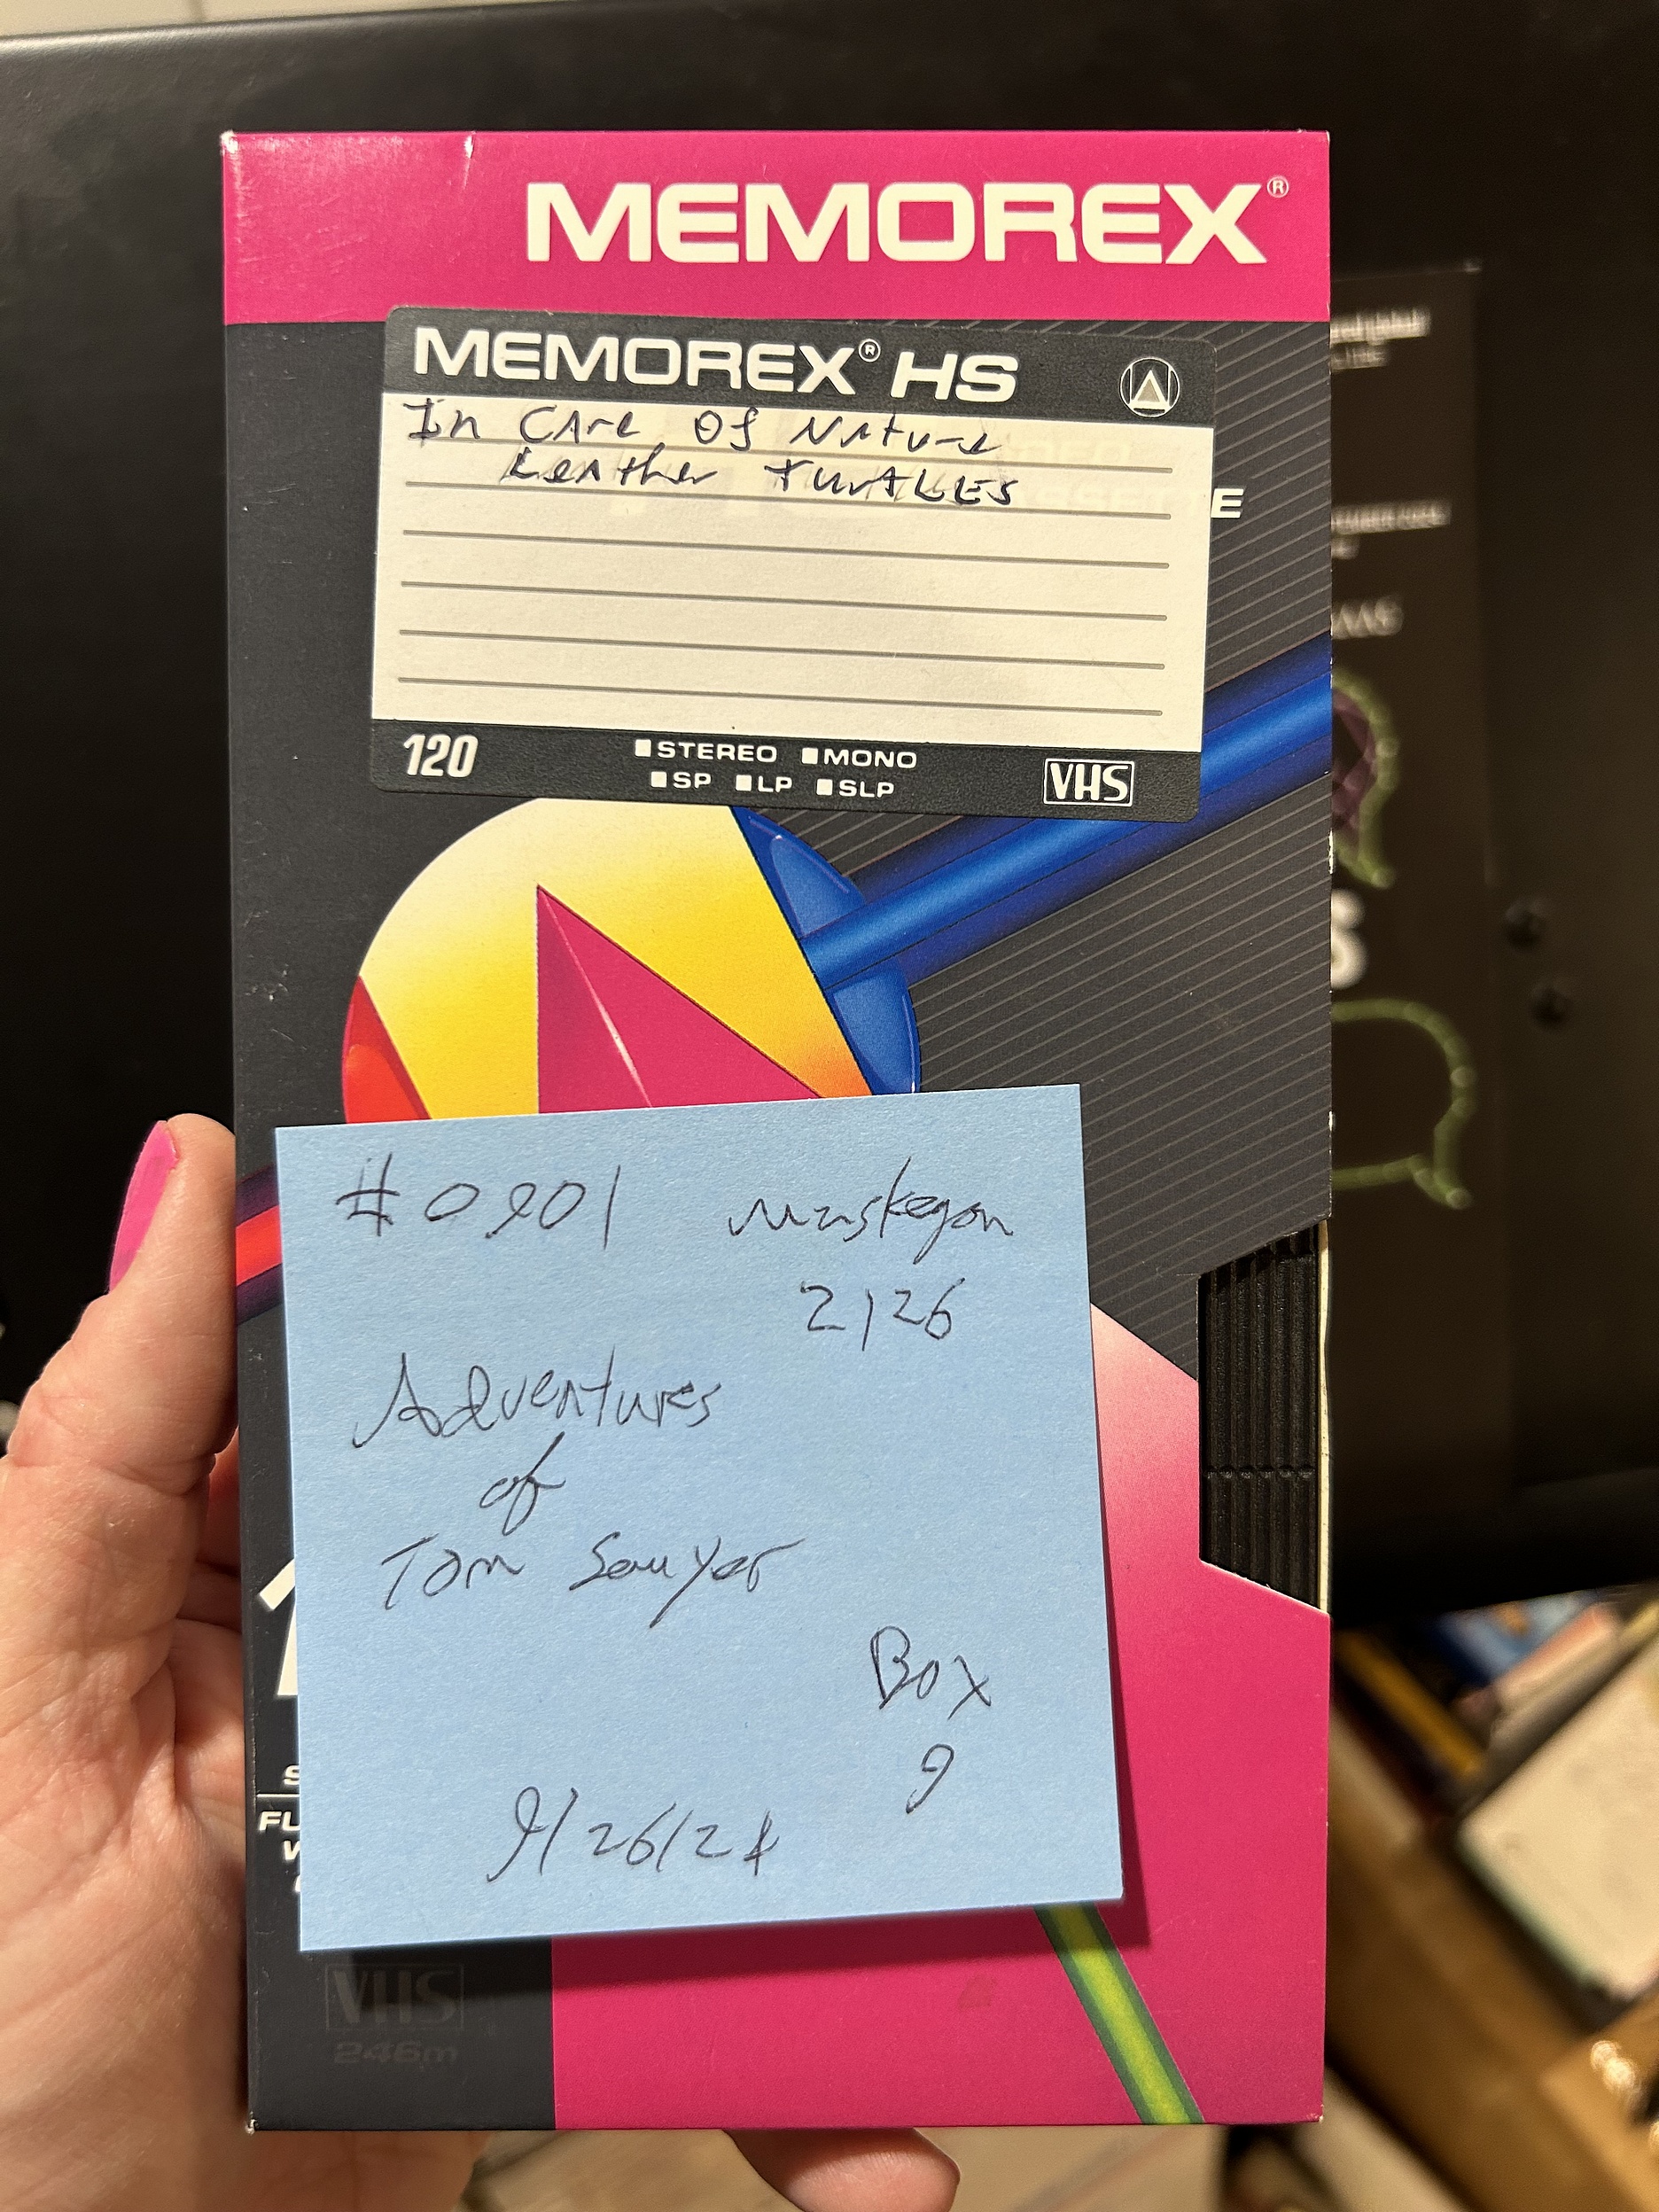 MEMOREX®
MEMOREX® HS
In CAre Of Nature
Leather TURtLES
E
120
STEREO MONO
SP LP SLP
VHS
#0901 Muskegon
2126
Adventures
of
Tom Sawyer
Box
9
9/26/24
S
FU
VHS
246m